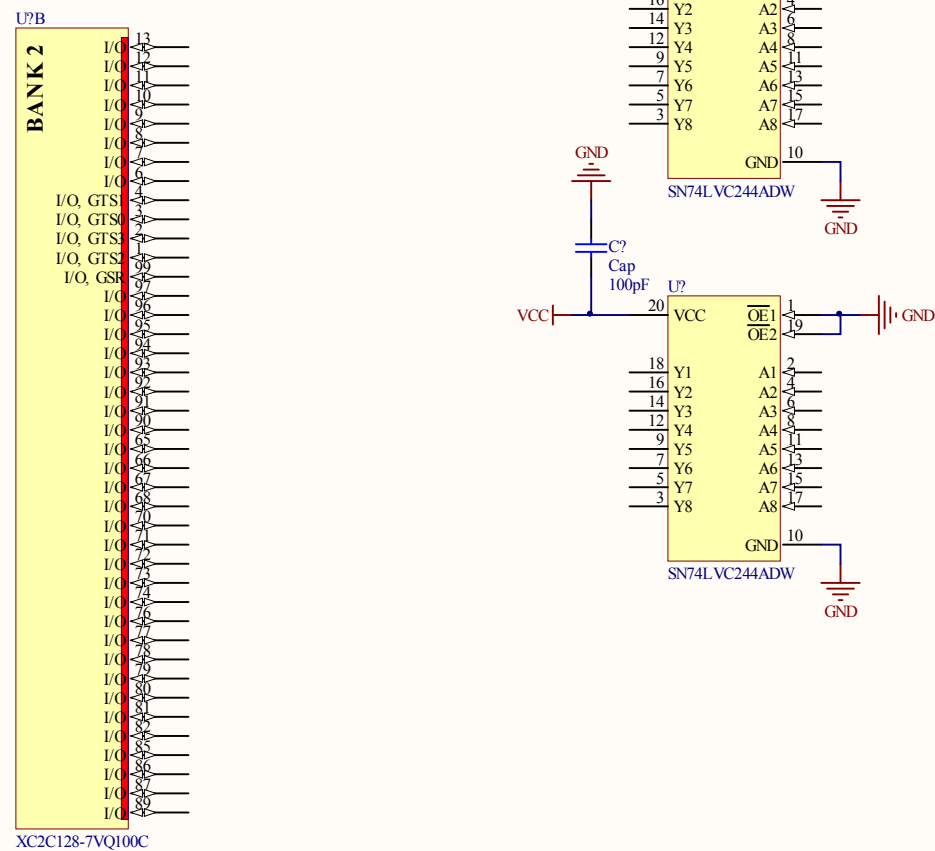 U?B
BANK 2
I/O 13
I/O 12
I/O 11
I/O 10
I/O 9
I/O 8
I/O 7
I/O 6
I/O, GTS1 4
I/O, GTS0 3
I/O, GTS3 2
I/O, GTS2 1
I/O, GSR 99
I/O 97
I/O 96
I/O 95
I/O 94
I/O 93
I/O 92
I/O 91
I/O 90
I/O 65
I/O 66
I/O 67
I/O 68
I/O 70
I/O 71
I/O 72
I/O 73
I/O 74
I/O 76
I/O 77
I/O 78
I/O 79
I/O 80
I/O 81
I/O 82
I/O 85
I/O 86
I/O 87
I/O 89
XC2C128-7VQ100C
16 Y2 A2 4
14 Y3 A3 6
12 Y4 A4 8
9 Y5 A5 11
7 Y6 A6 13
5 Y7 A7 15
3 Y8 A8 17
GND 10
SN74LVC244ADW
GND
GND
C?
Cap
100pF
U?
VCC 20 VCC OE1 1 GND
OE2 19
18 Y1 A1 2
16 Y2 A2 4
14 Y3 A3 6
12 Y4 A4 8
9 Y5 A5 11
7 Y6 A6 13
5 Y7 A7 15
3 Y8 A8 17
GND 10
SN74LVC244ADW
GND